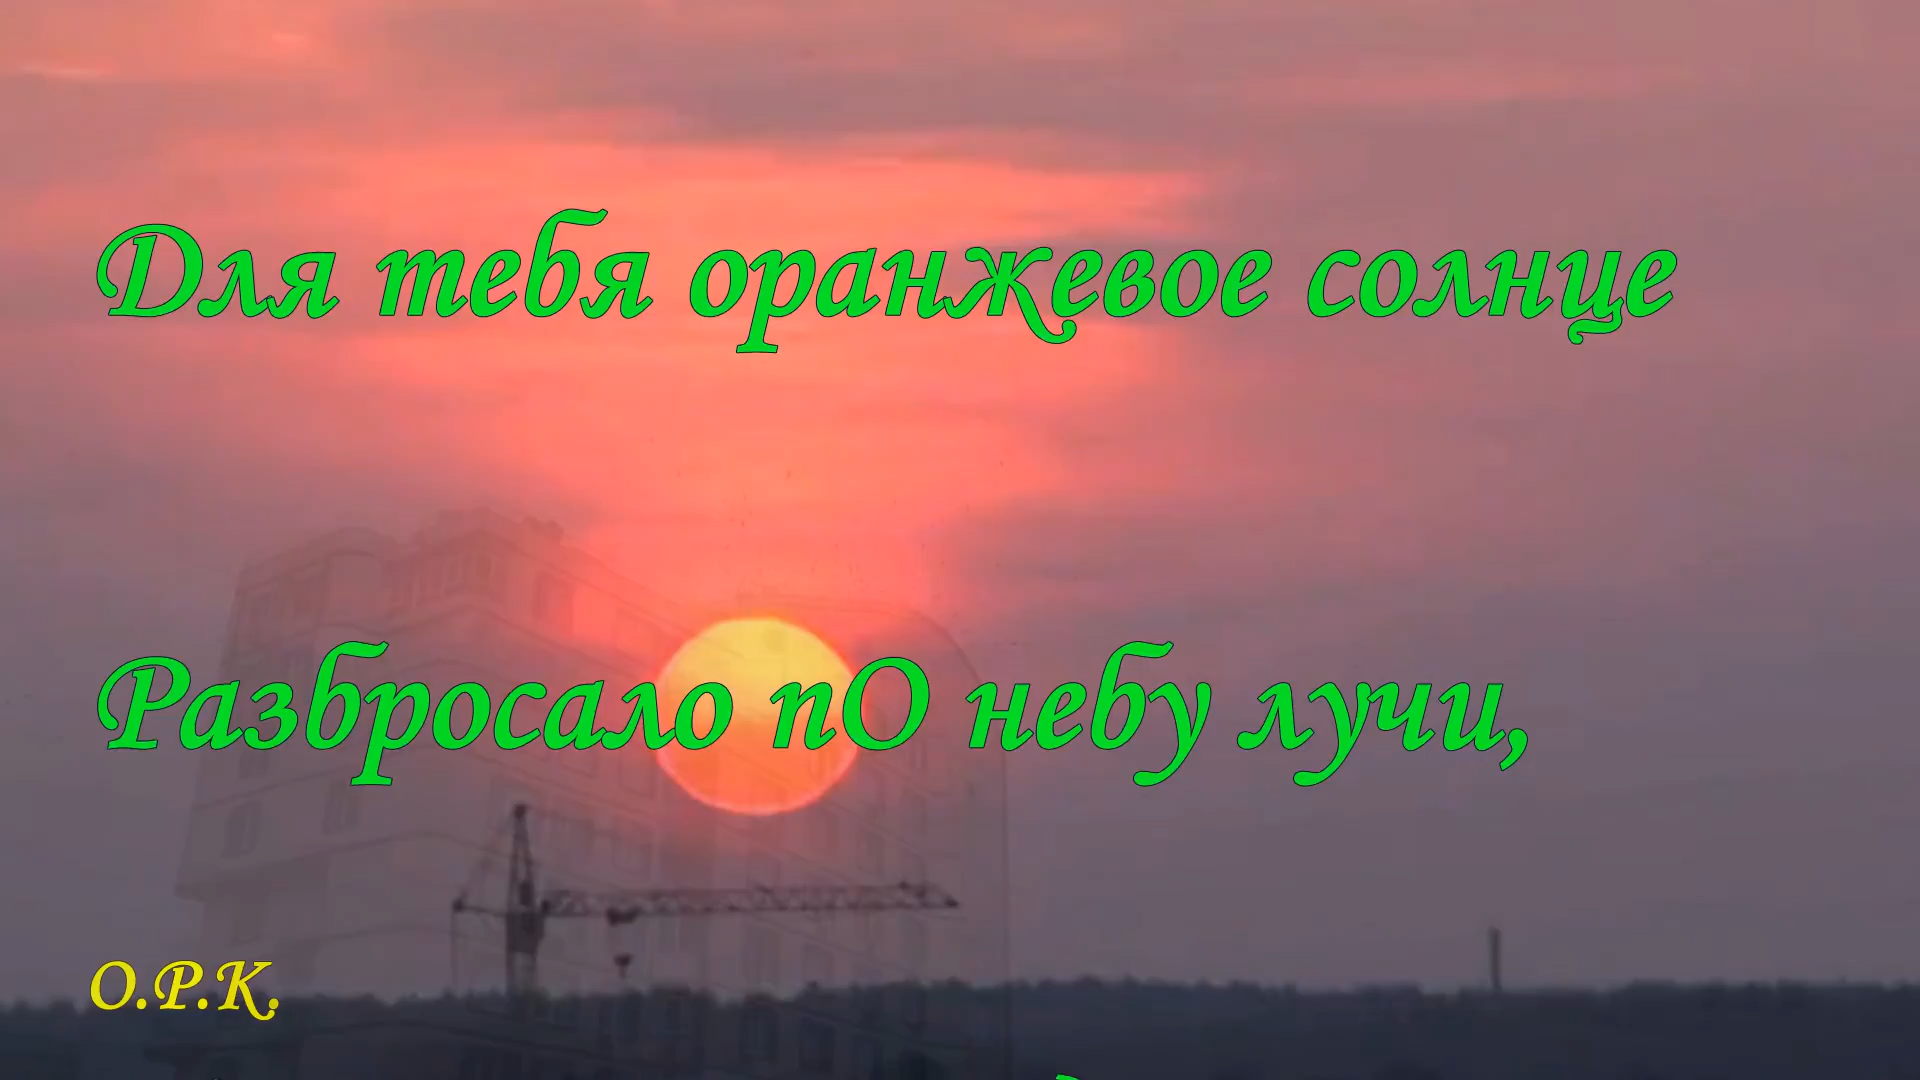 Для тебя оранжевое солнце
Разбросало пО небу лучи,
О.Р.К.